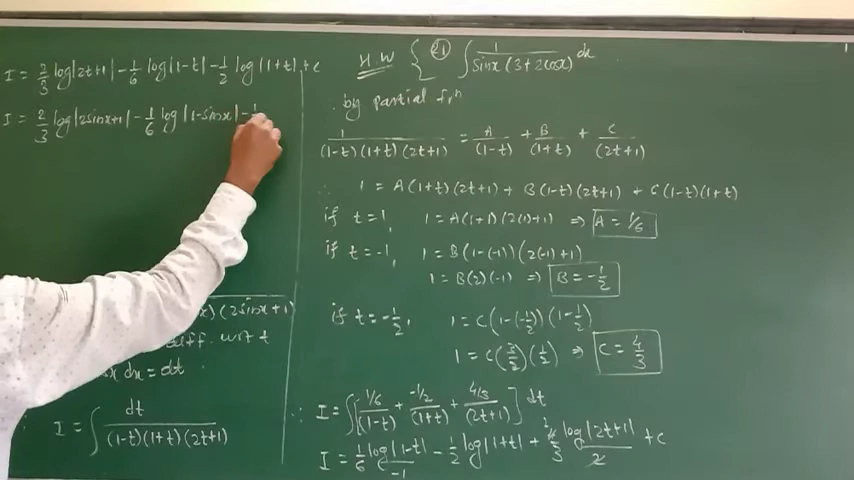 I = 2/3 log|2t+1| - 1/6 log|1-t| - 1/2 log|1+t| + c
I = 2/3 log|2sinx+1| - 1/6 log|1-sinx| - 1
) (2sinx+1)
diff. wrt t
dx = dt
I = ∫ dt / (1-t)(1+t)(2t+1)
H.W { 21 ∫ 1 / sinx(3+2cosx) dx
by partial frn
1 / (1-t)(1+t)(2t+1) = A/(1-t) + B/(1+t) + C/(2t+1)
∴ 1 = A(1+t)(2t+1) + B(1-t)(2t+1) + C(1-t)(1+t)
if t=1, 1 = A(1+1)(2(1)+1) ⇒ A = 1/6
if t=-1, 1 = B(1-(-1))(2(-1)+1)
1 = B(2)(-1) ⇒ B = -1/2
if t=-1/2, 1 = C(1-(-1/2))(1-1/2)
1 = C(3/2)(1/2) ⇒ C = 4/3
∴ I = ∫[1/6/(1-t) + -1/2/(1+t) + 4/3/(2t+1)] dt
I = 1/6 log|1-t|/-1 - 1/2 log|1+t| + 4/3 log|2t+1|/2 + c